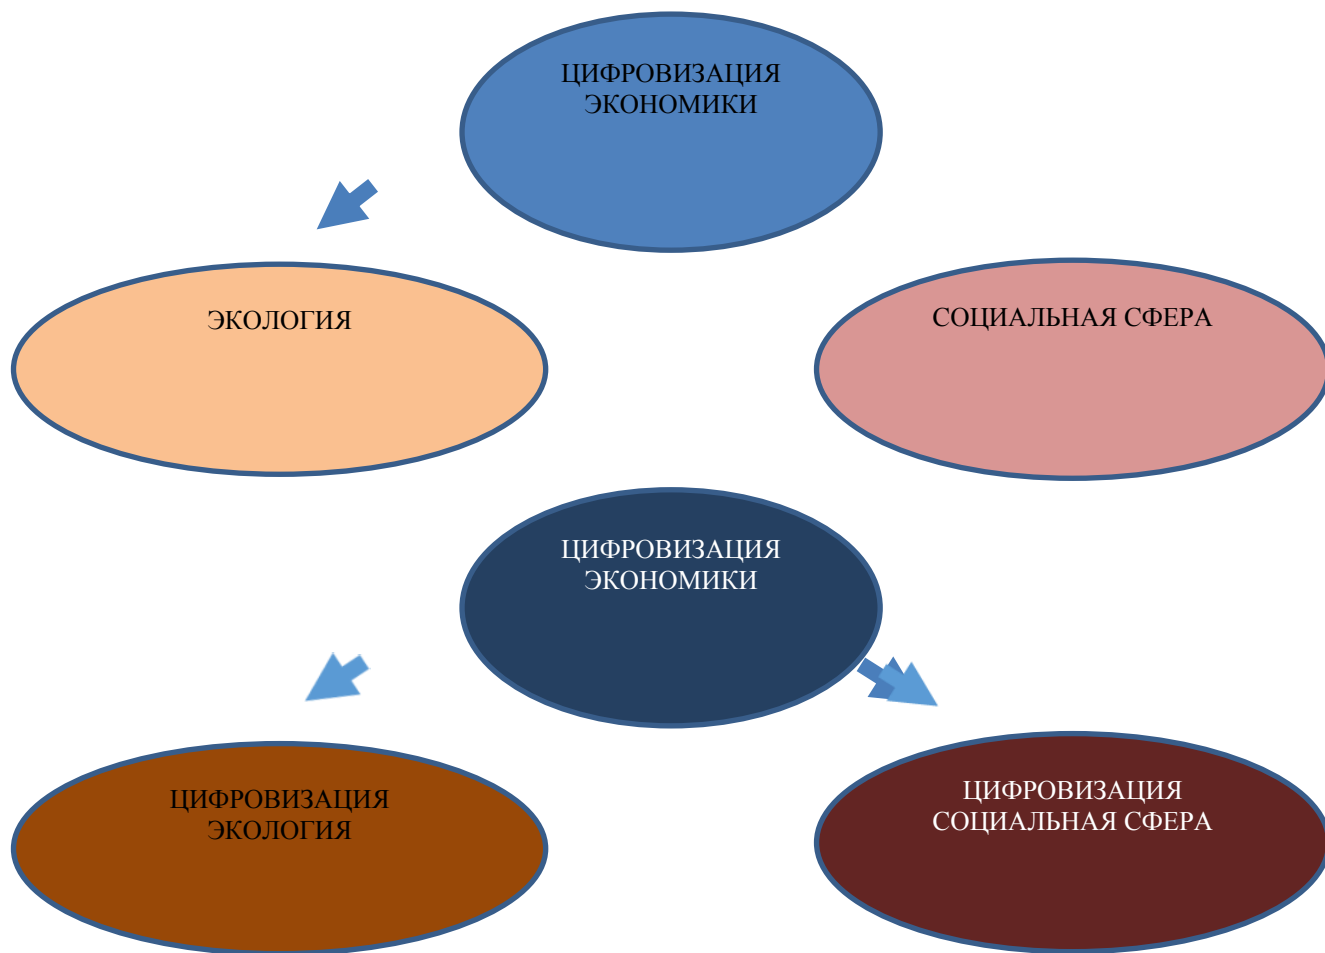 ЦИФРОВИЗАЦИЯ
ЭКОНОМИКИ
ЭКОЛОГИЯ
СОЦИАЛЬНАЯ СФЕРА
ЦИФРОВИЗАЦИЯ
ЭКОНОМИКИ
ЦИФРОВИЗАЦИЯ
ЭКОЛОГИЯ
ЦИФРОВИЗАЦИЯ
СОЦИАЛЬНАЯ СФЕРА